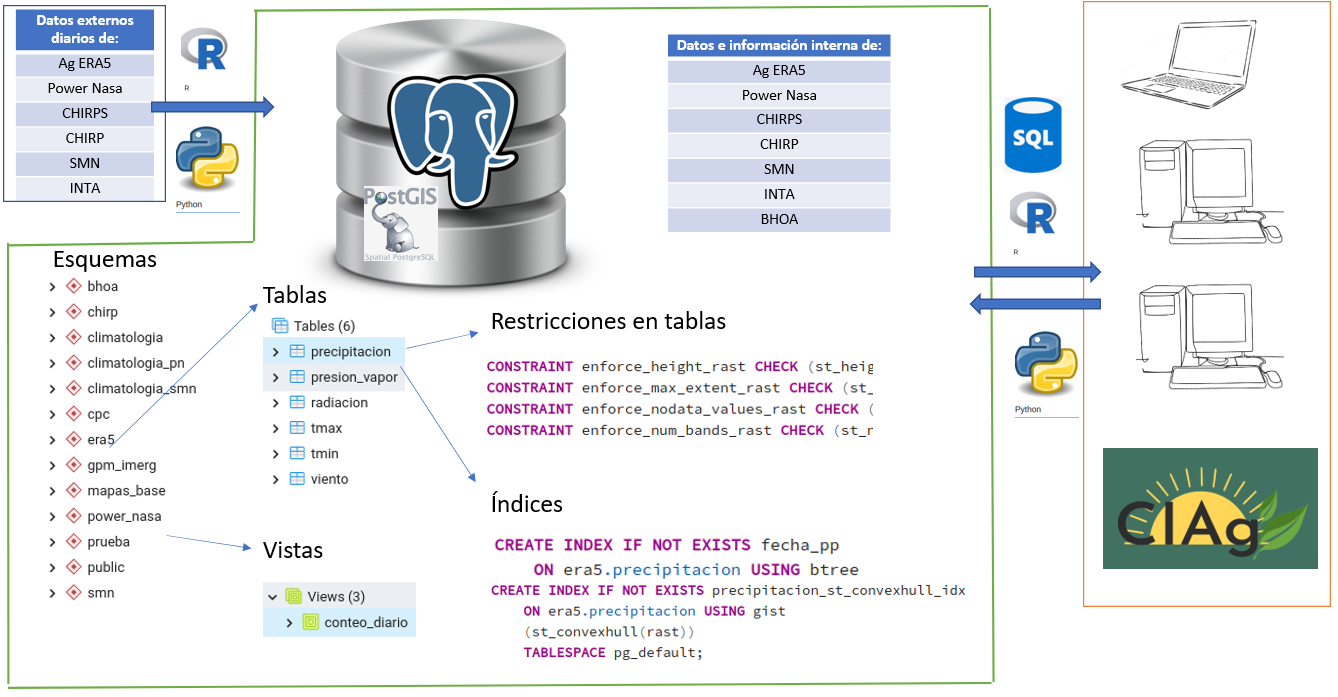 Datos externos
diarios de:
Ag ERA5
Power Nasa
CHIRPS
CHIRP
SMN
INTA
R
R
Python
PostGIS
Spatial PostgreSQL
Datos e información interna de:
Ag ERA5
Power Nasa
CHIRPS
CHIRP
SMN
INTA
BHOA
SQL
R
R
Python
CIAg
Esquemas
bhoa
chirp
climatologia
climatologia_pn
climatologia_smn
cpc
era5
gpm_imerg
mapas_base
power_nasa
prueba
public
smn
Tablas
Tables (6)
precipitacion
presion_vapor
radiacion
tmax
tmin
viento
Vistas
Views (3)
conteo_diario
Restricciones en tablas
CONSTRAINT enforce_height_rast CHECK (st_heig
CONSTRAINT enforce_max_extent_rast CHECK (st_
CONSTRAINT enforce_nodata_values_rast CHECK (
CONSTRAINT enforce_num_bands_rast CHECK (st_n
Índices
CREATE INDEX IF NOT EXISTS fecha_pp
ON era5.precipitacion USING btree
CREATE INDEX IF NOT EXISTS precipitacion_st_convexhull_idx
ON era5.precipitacion USING gist
(st_convexhull(rast))
TABLESPACE pg_default;